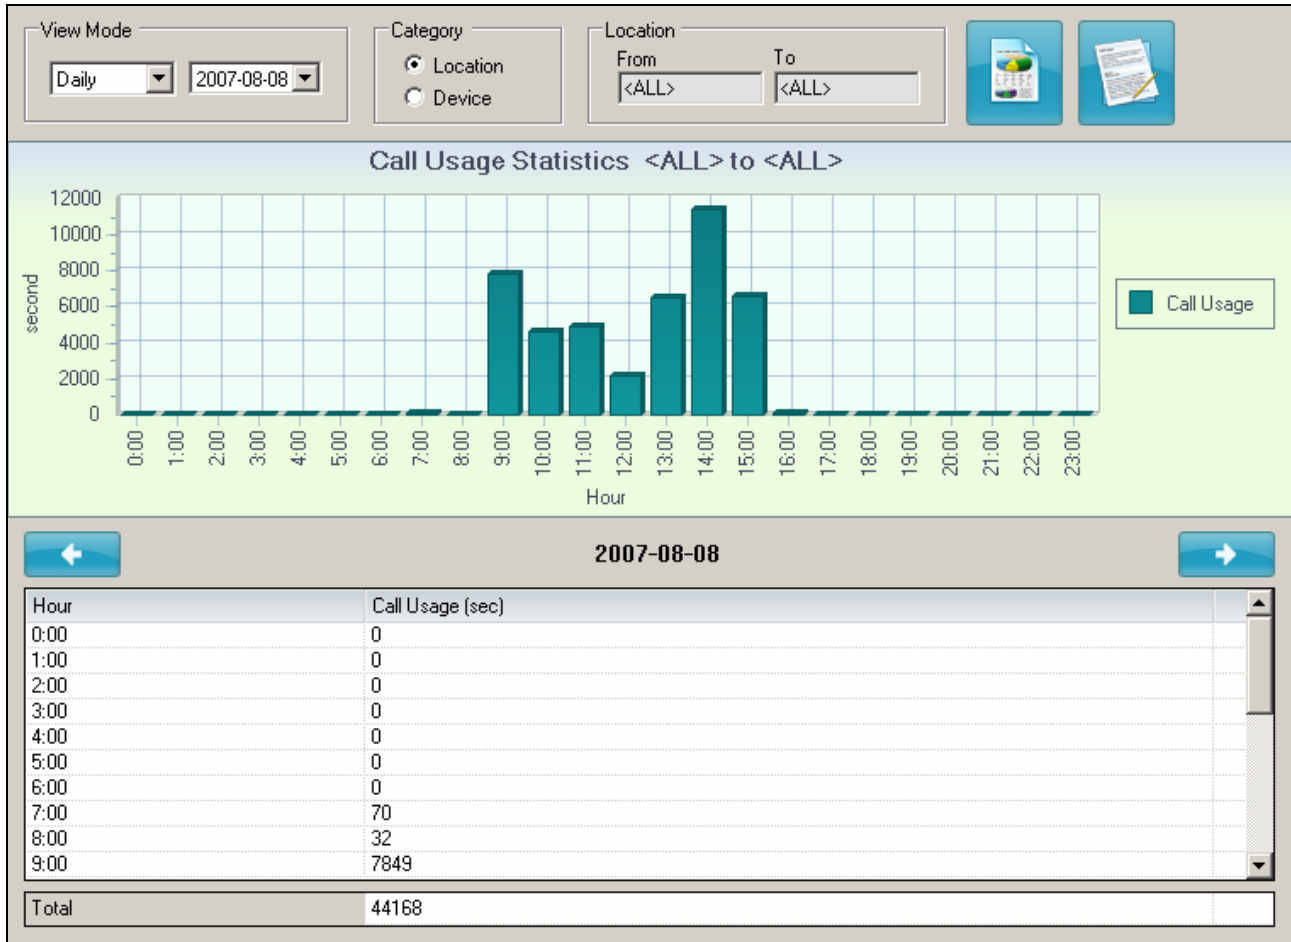 View Mode
Daily 2007-08-08
Category
Location
Device
Location
From To
<ALL> <ALL>
Call Usage Statistics <ALL> to <ALL>
second
12000
10000
8000
6000
4000
2000
0
0:00 1:00 2:00 3:00 4:00 5:00 6:00 7:00 8:00 9:00 10:00 11:00 12:00 13:00 14:00 15:00 16:00 17:00 18:00 19:00 20:00 21:00 22:00 23:00
Hour
Call Usage
2007-08-08
Hour Call Usage (sec)
0:00 0
1:00 0
2:00 0
3:00 0
4:00 0
5:00 0
6:00 0
7:00 70
8:00 32
9:00 7849
Total 44168